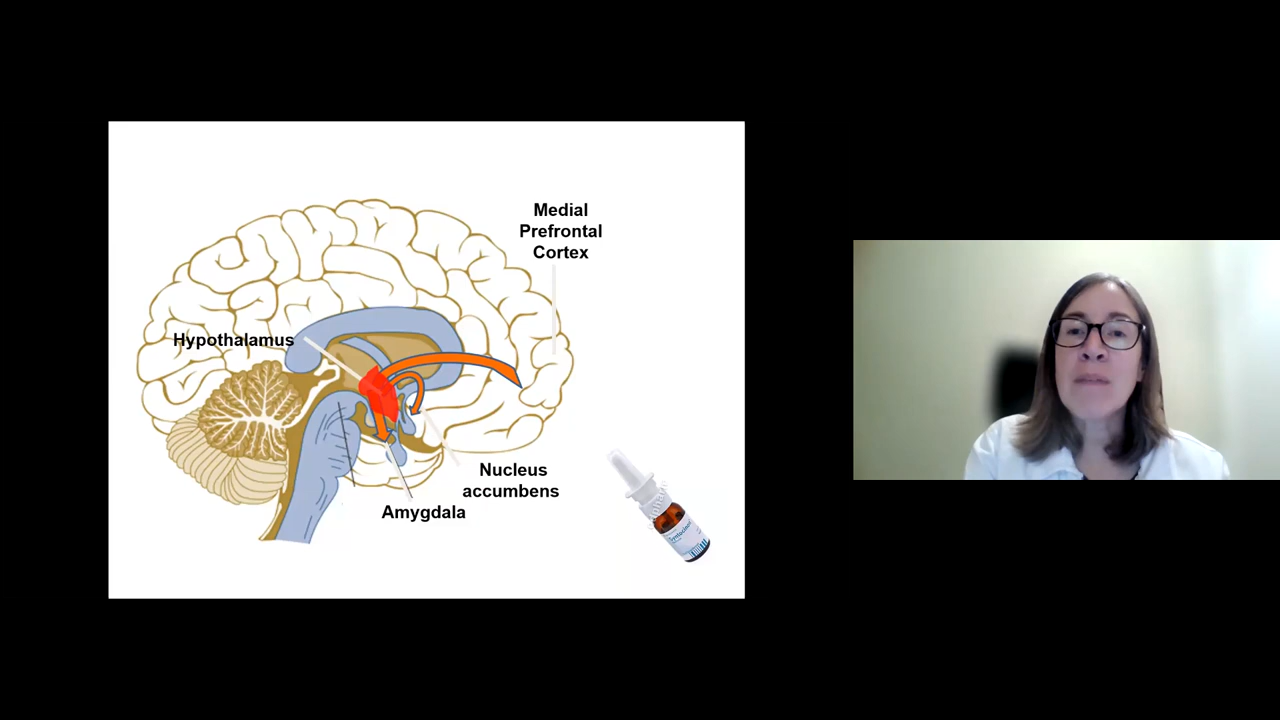 Medial
Prefrontal
Cortex
Hypothalamus
Nucleus
accumbens
Amygdala